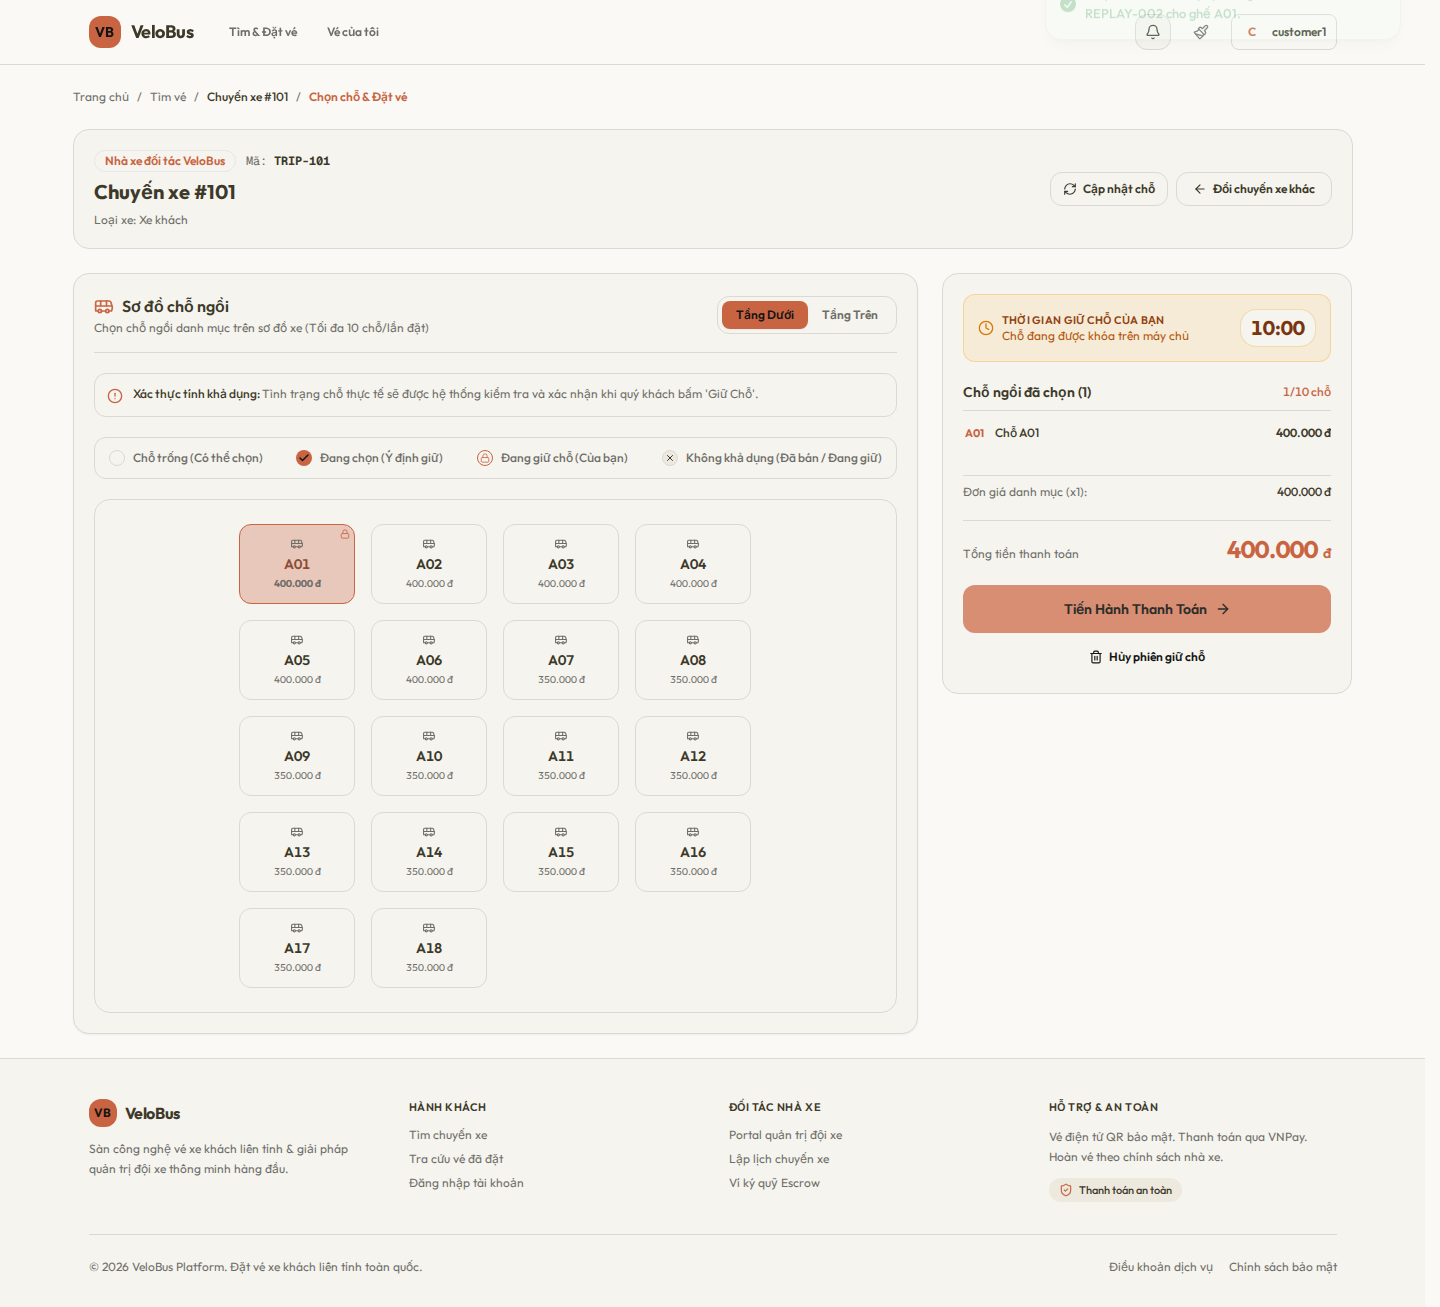 VB VeloBus Tìm & Đặt vé Vé của tôi
REPLAY-002 cho ghế A01.
C customer1
Trang chủ / Tìm vé / Chuyến xe #101 / Chọn chỗ & Đặt vé
Nhà xe đối tác VeloBus Mã: TRIP-101
Chuyến xe #101
Loại xe: Xe khách
Cập nhật chỗ
Đổi chuyến xe khác
Sơ đồ chỗ ngồi
Chọn chỗ ngồi danh mục trên sơ đồ xe (Tối đa 10 chỗ/lần đặt)
Tầng Dưới Tầng Trên
Xác thực tính khả dụng: Tình trạng chỗ thực tế sẽ được hệ thống kiểm tra và xác nhận khi quý khách bấm 'Giữ Chỗ'.
Chỗ trống (Có thể chọn) Đang chọn (Ý định giữ) Đang giữ chỗ (Của bạn) Không khả dụng (Đã bán / Đang giữ)
A01 A02 A03 A04
400.000 đ 400.000 đ 400.000 đ 400.000 đ
A05 A06 A07 A08
400.000 đ 400.000 đ 350.000 đ 350.000 đ
A09 A10 A11 A12
350.000 đ 350.000 đ 350.000 đ 350.000 đ
A13 A14 A15 A16
350.000 đ 350.000 đ 350.000 đ 350.000 đ
A17 A18
350.000 đ 350.000 đ
THỜI GIAN GIỮ CHỖ CỦA BẠN
Chỗ đang được khóa trên máy chủ
10:00
Chỗ ngồi đã chọn (1) 1/10 chỗ
A01 Chỗ A01 400.000 đ
Đơn giá danh mục (x1): 400.000 đ
Tổng tiền thanh toán 400.000 đ
Tiến Hành Thanh Toán
Hủy phiên giữ chỗ
VB VeloBus
Sàn công nghệ vé xe khách liên tỉnh & giải pháp
quản trị đội xe thông minh hàng đầu.
HÀNH KHÁCH
Tìm chuyến xe
Tra cứu vé đã đặt
Đăng nhập tài khoản
ĐỐI TÁC NHÀ XE
Portal quản trị đội xe
Lập lịch chuyến xe
Ví ký quỹ Escrow
HỖ TRỢ & AN TOÀN
Vé điện tử QR bảo mật. Thanh toán qua VNPay.
Hoàn vé theo chính sách nhà xe.
Thanh toán an toàn
© 2026 VeloBus Platform. Đặt vé xe khách liên tỉnh toàn quốc.
Điều khoản dịch vụ Chính sách bảo mật